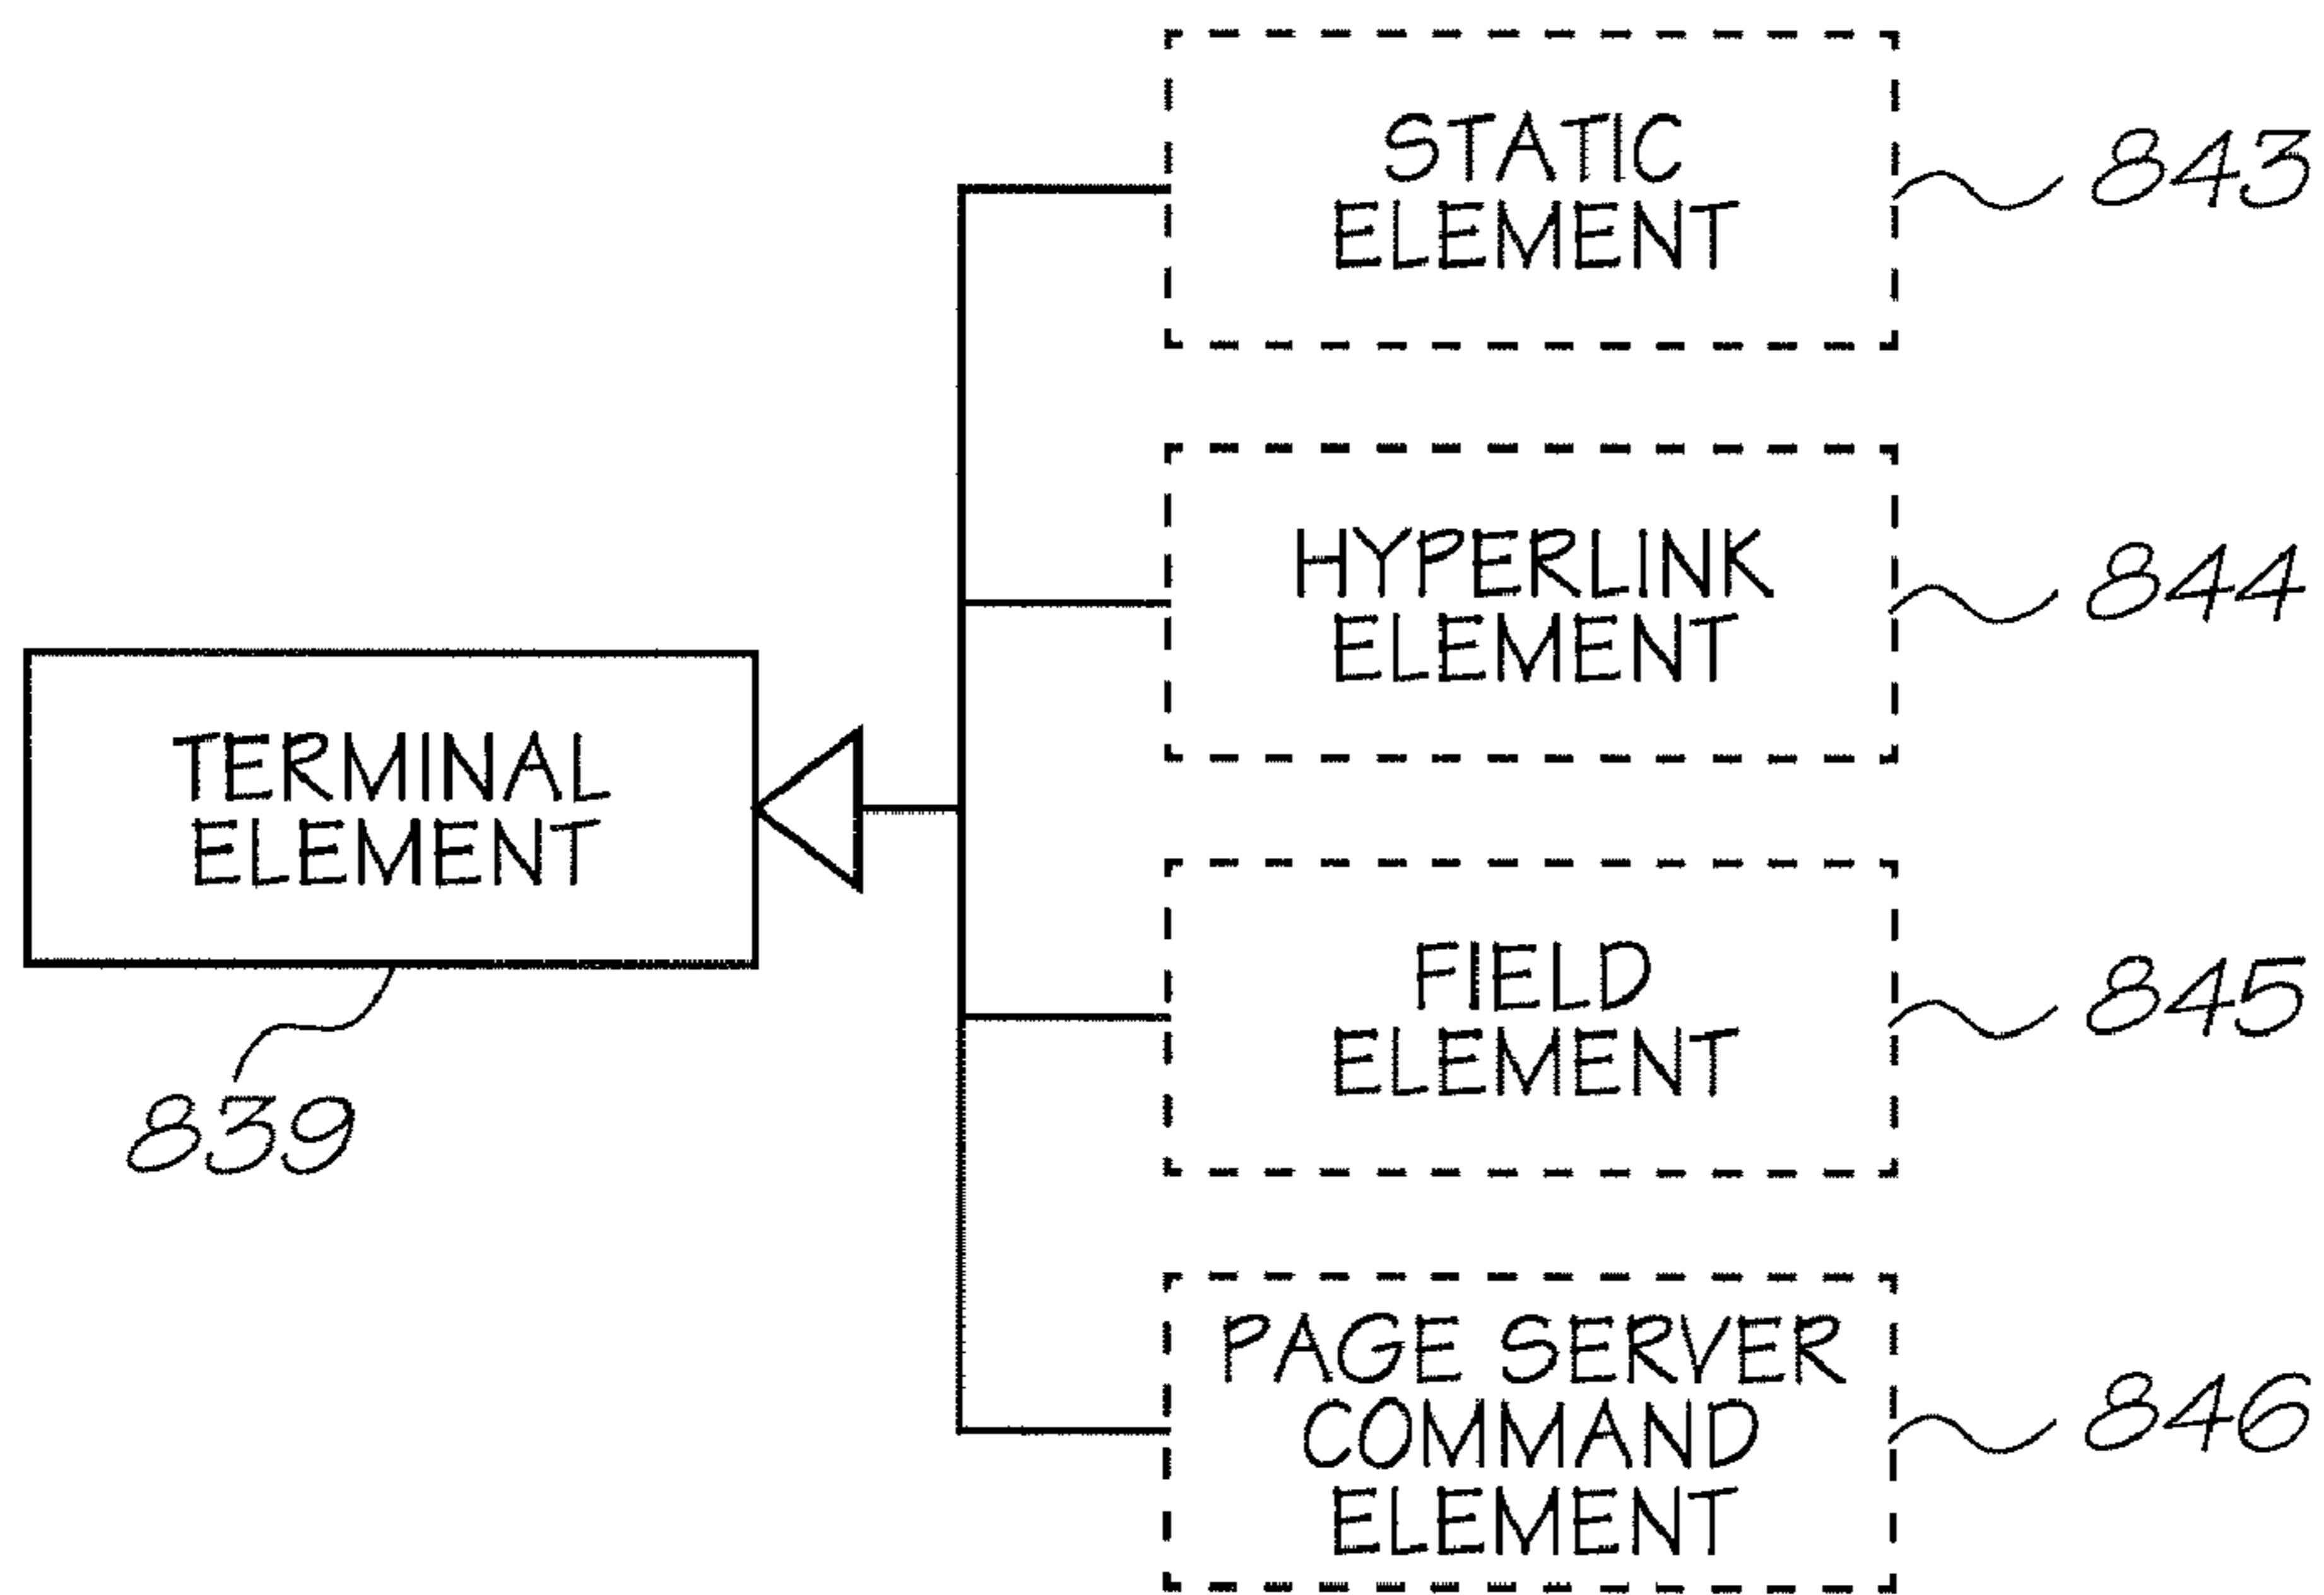 STATIC
ELEMENT
843
HYPERLINK
ELEMENT
844
TERMINAL
ELEMENT
839
FIELD
ELEMENT
845
PAGE SERVER
COMMAND
ELEMENT
846